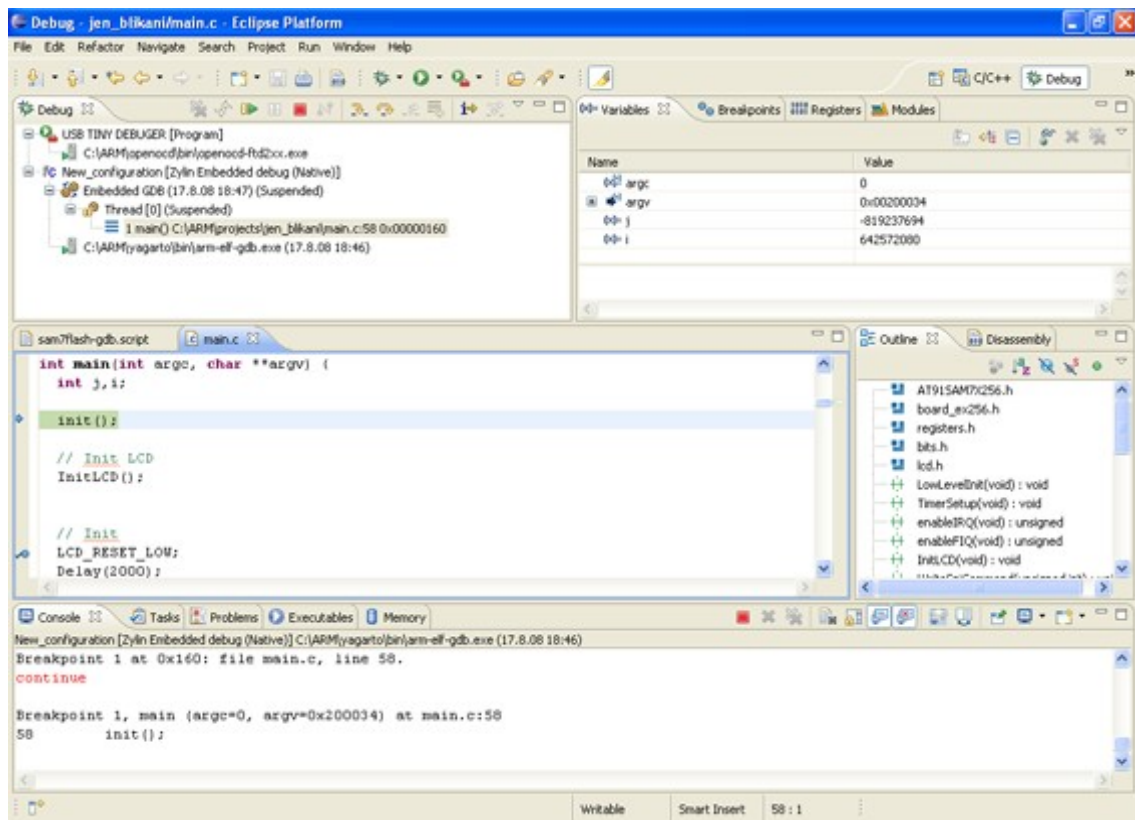 Debug - jen_blikani/main.c - Eclipse Platform
File Edit Refactor Navigate Search Project Run Window Help
C/C++ Debug
Debug
USB TINY DEBUGER [Program]
C:\ARM\openocd\bin\openocd-ftd2xx.exe
New_configuration [Zylin Embedded debug (Native)]
Embedded GDB (17.8.08 18:47) (Suspended)
Thread [0] (Suspended)
1 main() C:\ARM\projects\jen_blikani\main.c:58 0x00000160
C:\ARM\yagarto\bin\arm-elf-gdb.exe (17.8.08 18:46)
Variables Breakpoints Registers Modules
Name Value
argc 0
argv 0x00200034
j -819237694
i 642572080
sam7flash-gdb.script main.c
int main(int argc, char **argv) {
int j,i;
init();
// Init LCD
InitLCD();
// Init
LCD_RESET_LOW;
Delay(2000);
Outline Disassembly
AT91SAM7X256.h
board_ex256.h
registers.h
bits.h
lcd.h
LowLevelInit(void) : void
TimerSetup(void) : void
enableIRQ(void) : unsigned
enableFIQ(void) : unsigned
InitLCD(void) : void
Console Tasks Problems Executables Memory
New_configuration [Zylin Embedded debug (Native)] C:\ARM\yagarto\bin\arm-elf-gdb.exe (17.8.08 18:46)
Breakpoint 1 at 0x160: file main.c, line 58.
continue
Breakpoint 1, main (argc=0, argv=0x200034) at main.c:58
58 init();
Writable Smart Insert 58 : 1